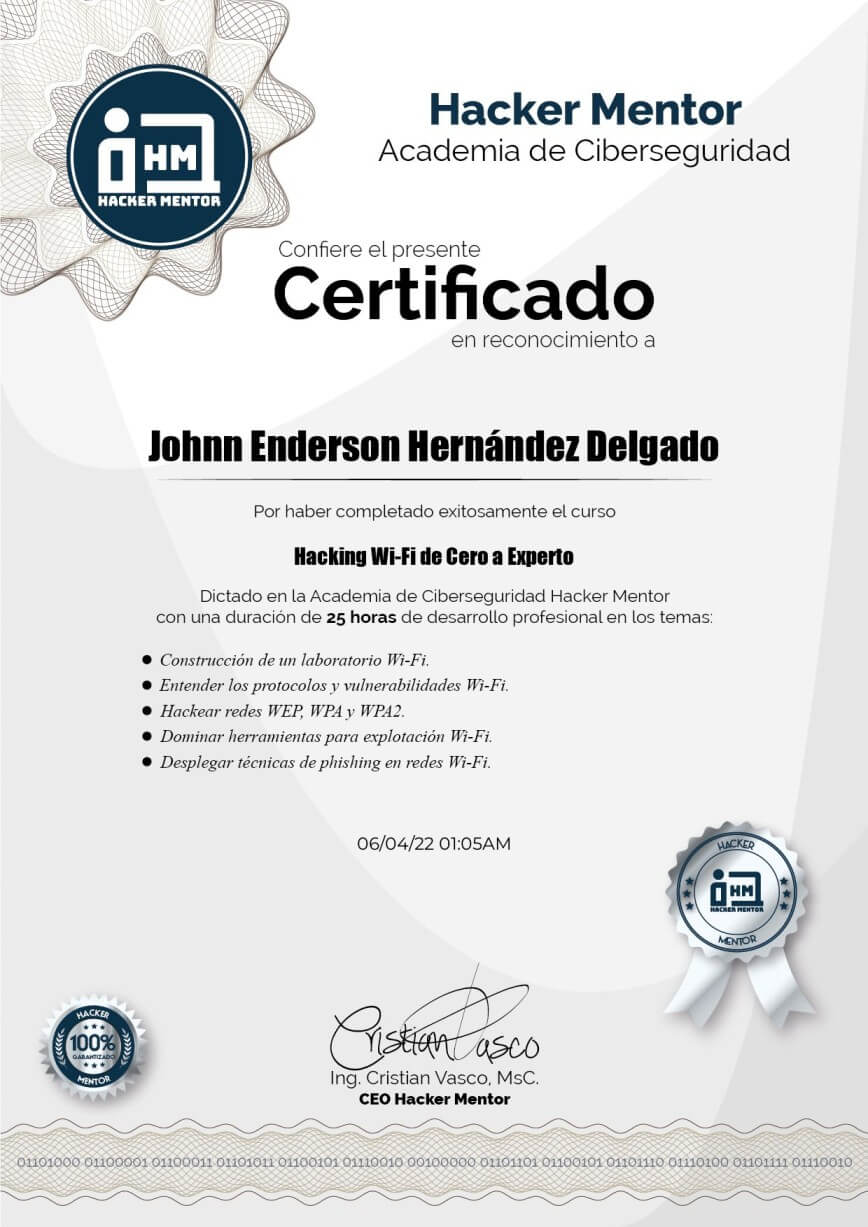 HM
HACKER MENTOR
Hacker Mentor
Academia de Ciberseguridad
Confiere el presente
Certificado
en reconocimiento a
Johnn Enderson Hernández Delgado
Por haber completado exitosamente el curso
Hacking Wi-Fi de Cero a Experto
Dictado en la Academia de Ciberseguridad Hacker Mentor
con una duración de 25 horas de desarrollo profesional en los temas:
● Construcción de un laboratorio Wi-Fi.
● Entender los protocolos y vulnerabilidades Wi-Fi.
● Hackear redes WEP, WPA y WPA2.
● Dominar herramientas para explotación Wi-Fi.
● Desplegar técnicas de phishing en redes Wi-Fi.
06/04/22 01:05AM
HACKER
HM
HACKER MENTOR
MENTOR
HACKER
100%
GARANTIZADO
MENTOR
Cristian Vasco
Ing. Cristian Vasco, MsC.
CEO Hacker Mentor
01101000 01100001 01100011 01101011 01100101 01110010 00100000 01101101 01100101 01101110 01110100 01101111 01110010